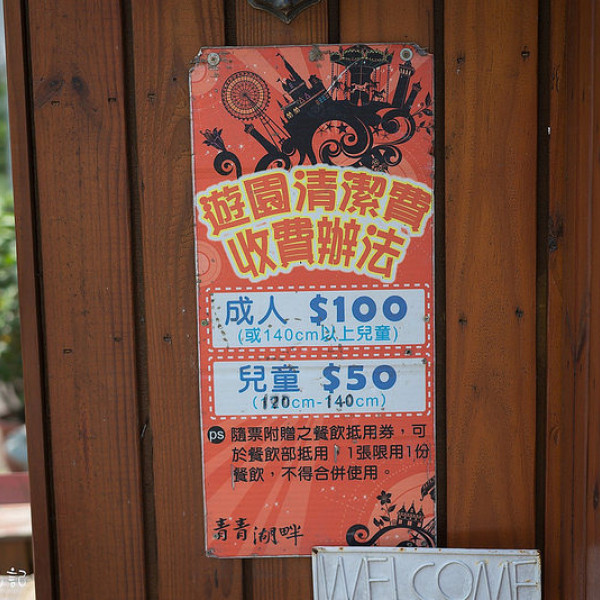 遊園清潔費
收費辦法
成人 $100
(或140cm以上兒童)
兒童 $50
(120cm-140cm)
ps 隨票附贈之餐飲抵用券，可
於餐飲部抵用，1張限用1份
餐飲，不得合併使用。
青青湖畔
WELCOME
記